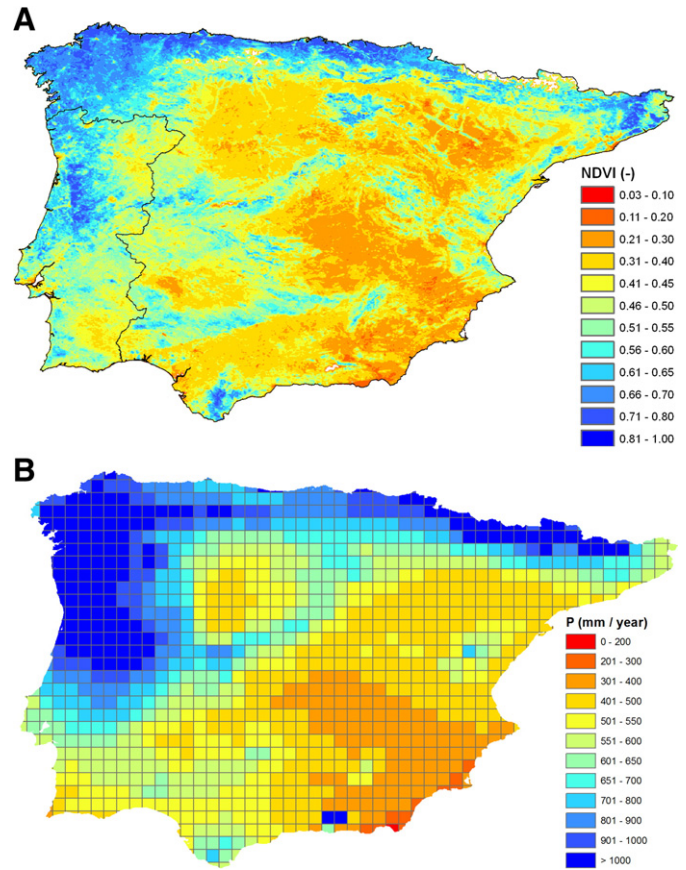 A
NDVI (-)
0.03 - 0.10
0.11 - 0.20
0.21 - 0.30
0.31 - 0.40
0.41 - 0.45
0.46 - 0.50
0.51 - 0.55
0.56 - 0.60
0.61 - 0.65
0.66 - 0.70
0.71 - 0.80
0.81 - 1.00
B
P (mm / year)
0 - 200
201 - 300
301 - 400
401 - 500
501 - 550
551 - 600
601 - 650
651 - 700
701 - 800
801 - 900
901 - 1000
> 1000